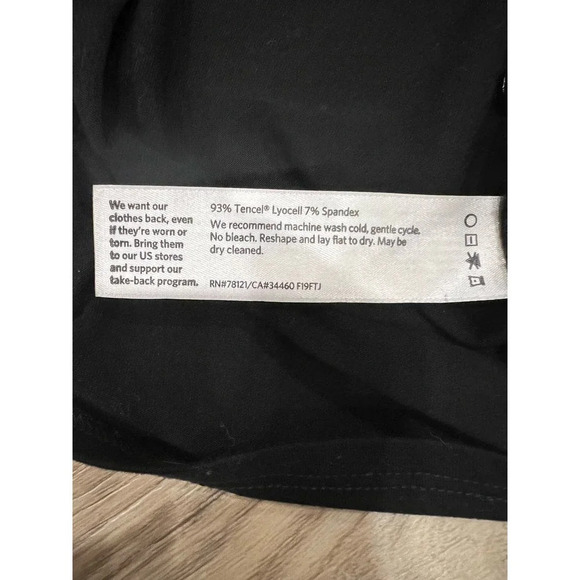 We want our
clothes back, even
if they're worn or
torn. Bring them
to our US stores
and support our
take-back program.
93% Tencel® Lyocell 7% Spandex
We recommend machine wash cold, gentle cycle.
No bleach. Reshape and lay flat to dry. May be
dry cleaned.
RN#78121/CA#34460 F19FTJ